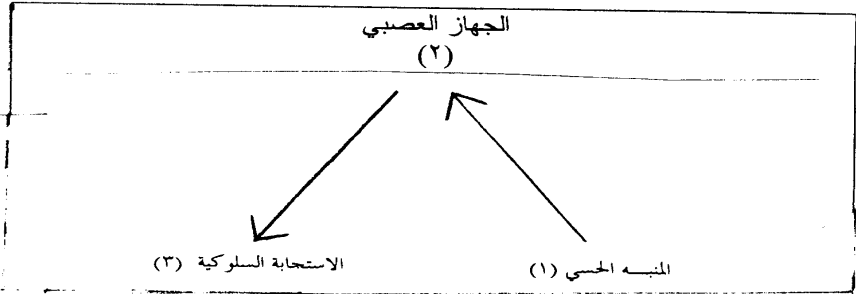 الجهاز العصبي
(٢)
المنبه الحسي (١)
الاستجابة السلوكية (٣)